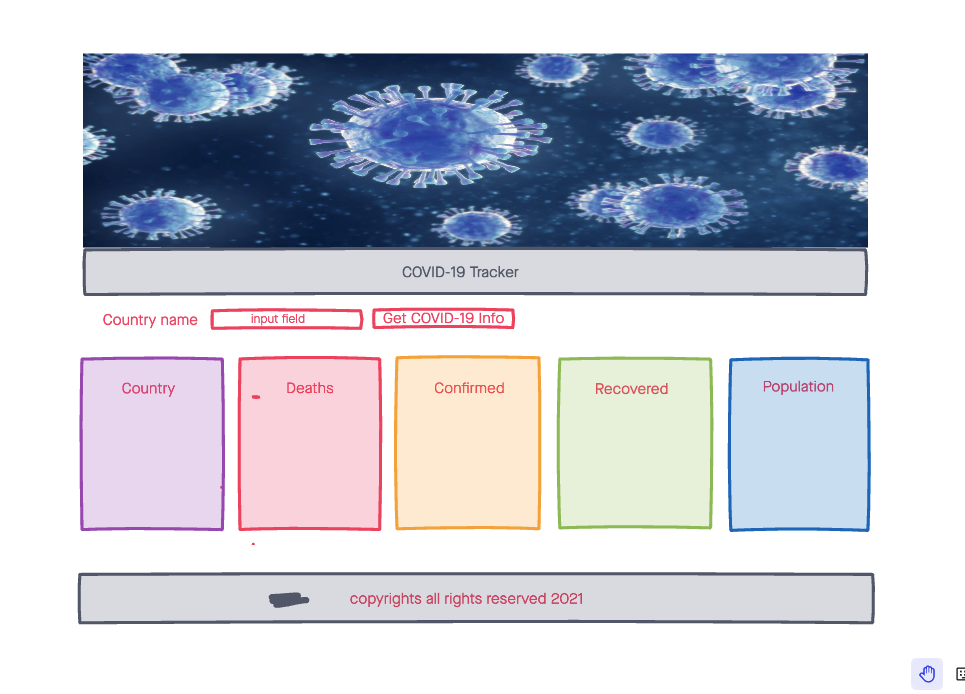 COVID-19 Tracker
Country name input field Get COVID-19 Info
Country Deaths Confirmed Recovered Population
copyrights all rights reserved 2021